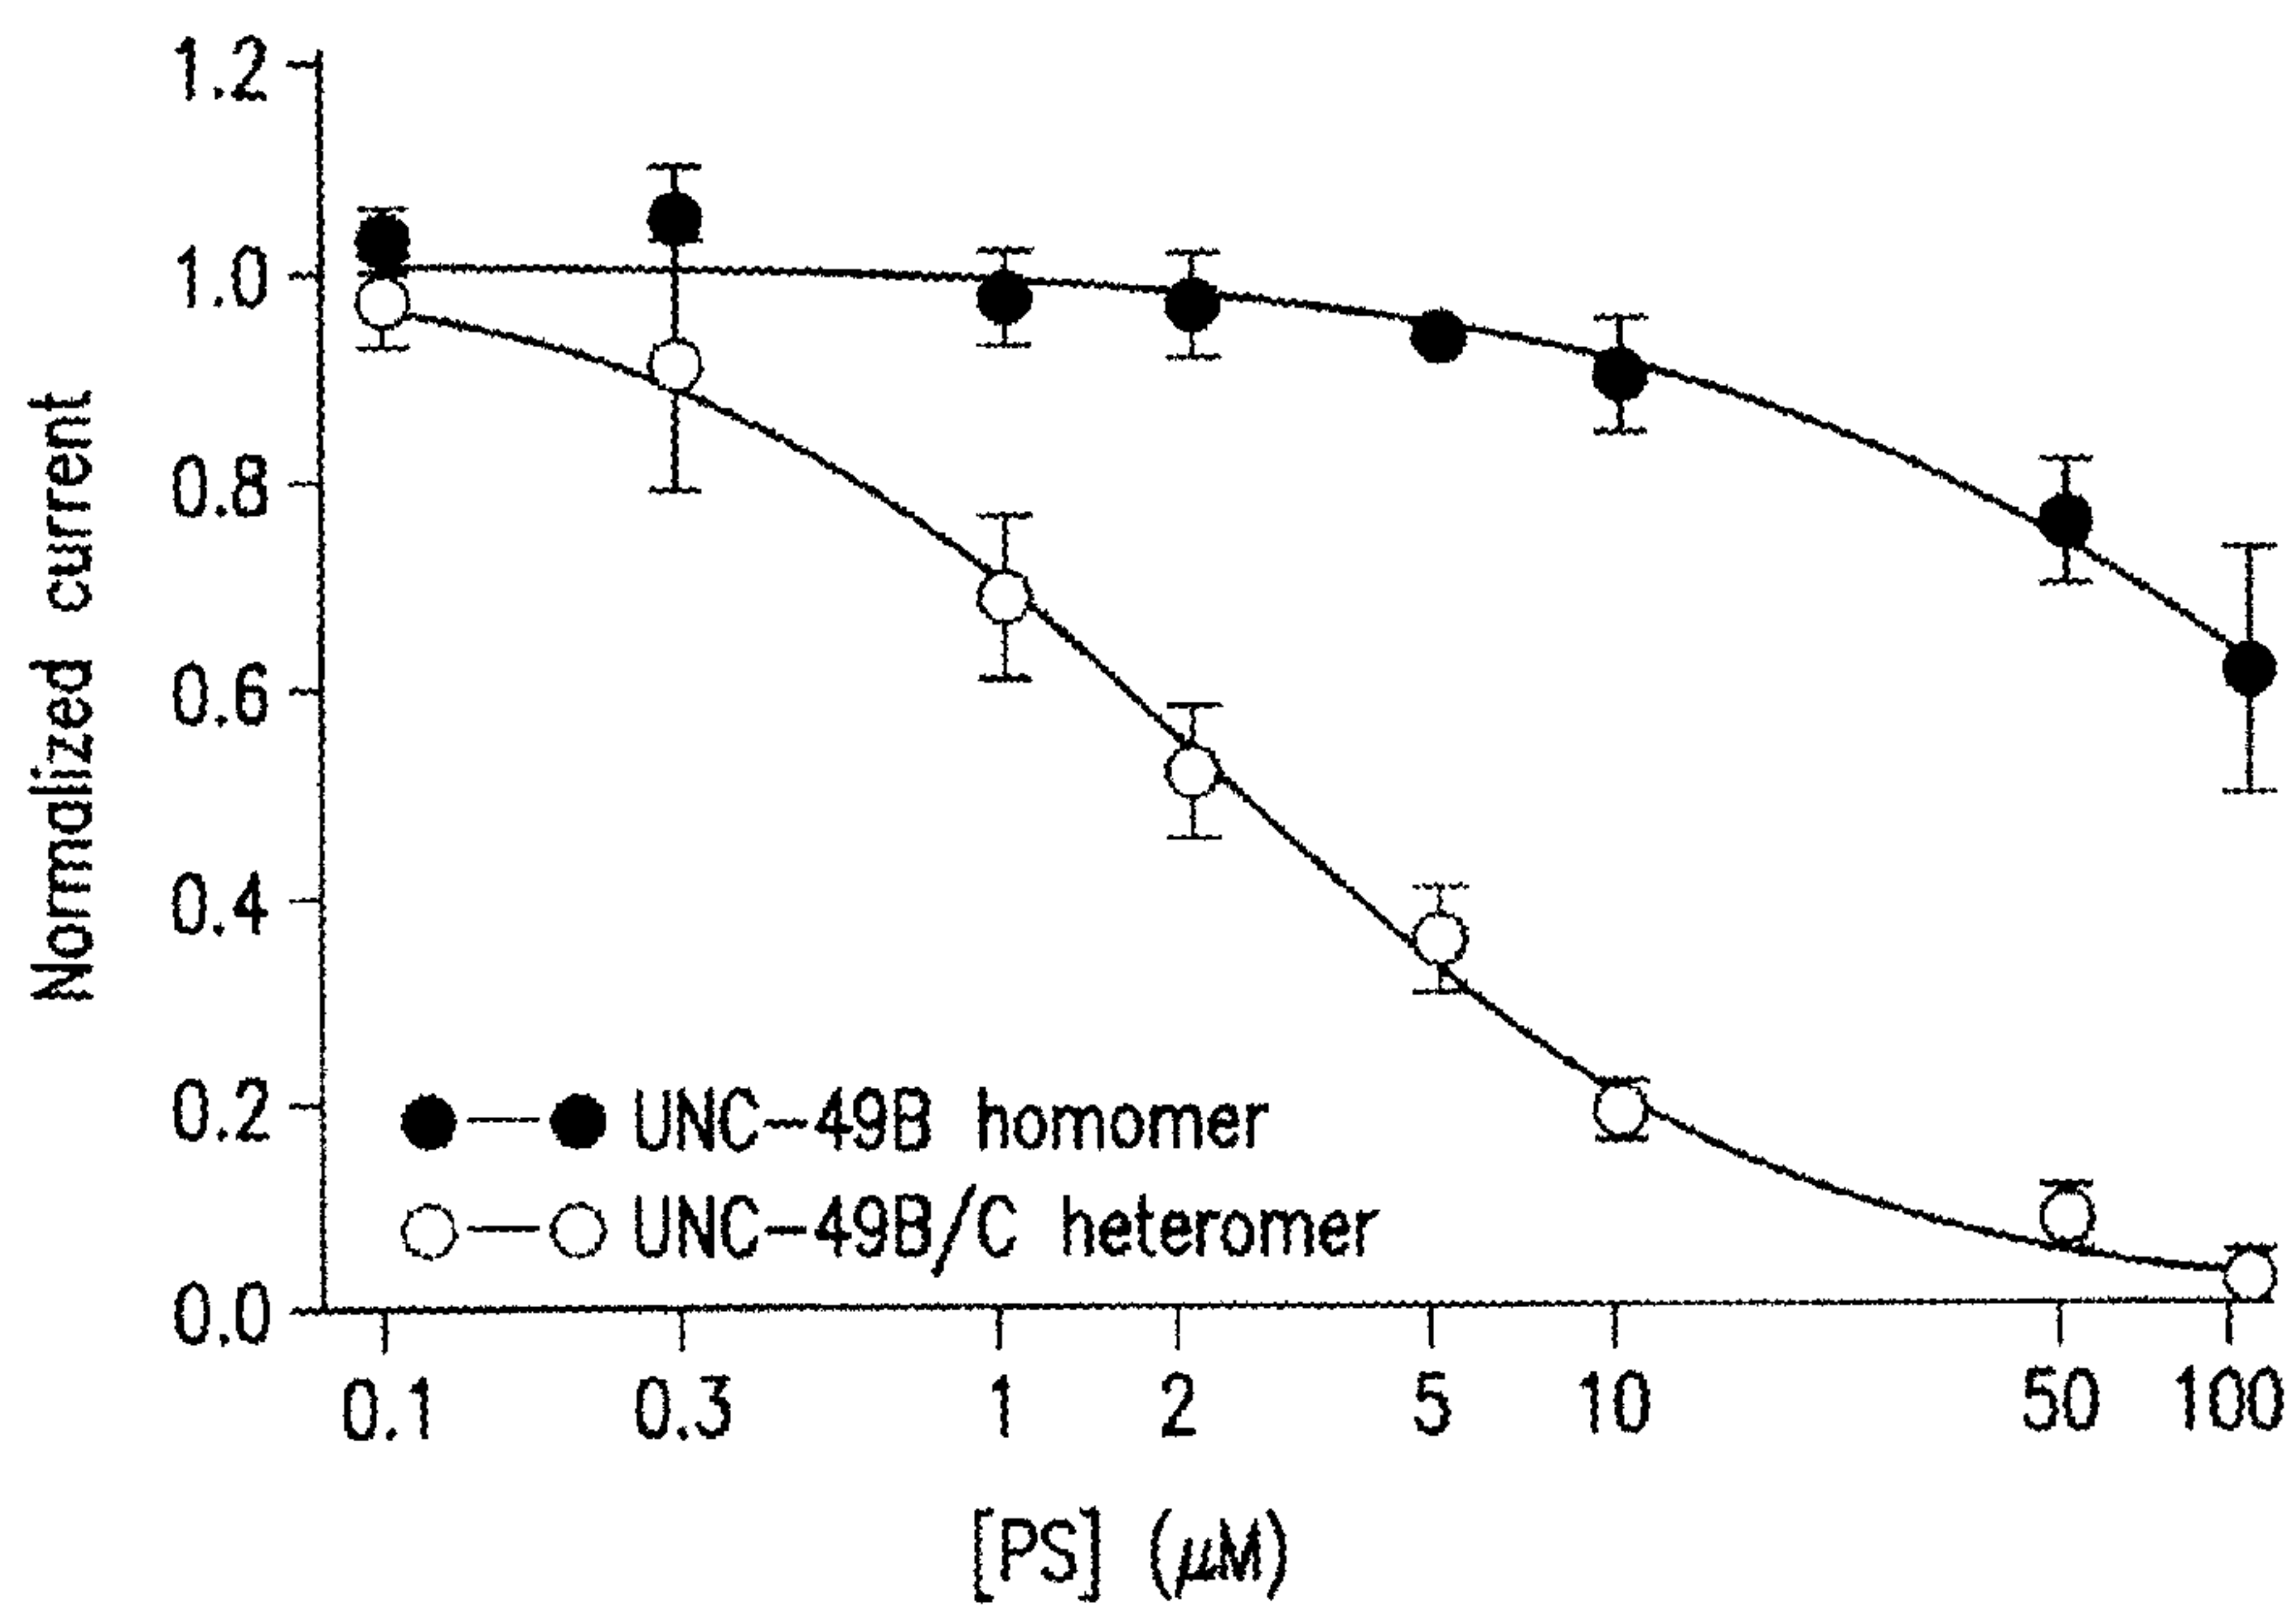 1.2
1.0
0.8
0.6
0.4
0.2
0.0
Normalized current
UNC-49B homomer
UNC-49B/C heteromer
0.1 0.3 1 2 5 10 50 100
[PS] (μM)